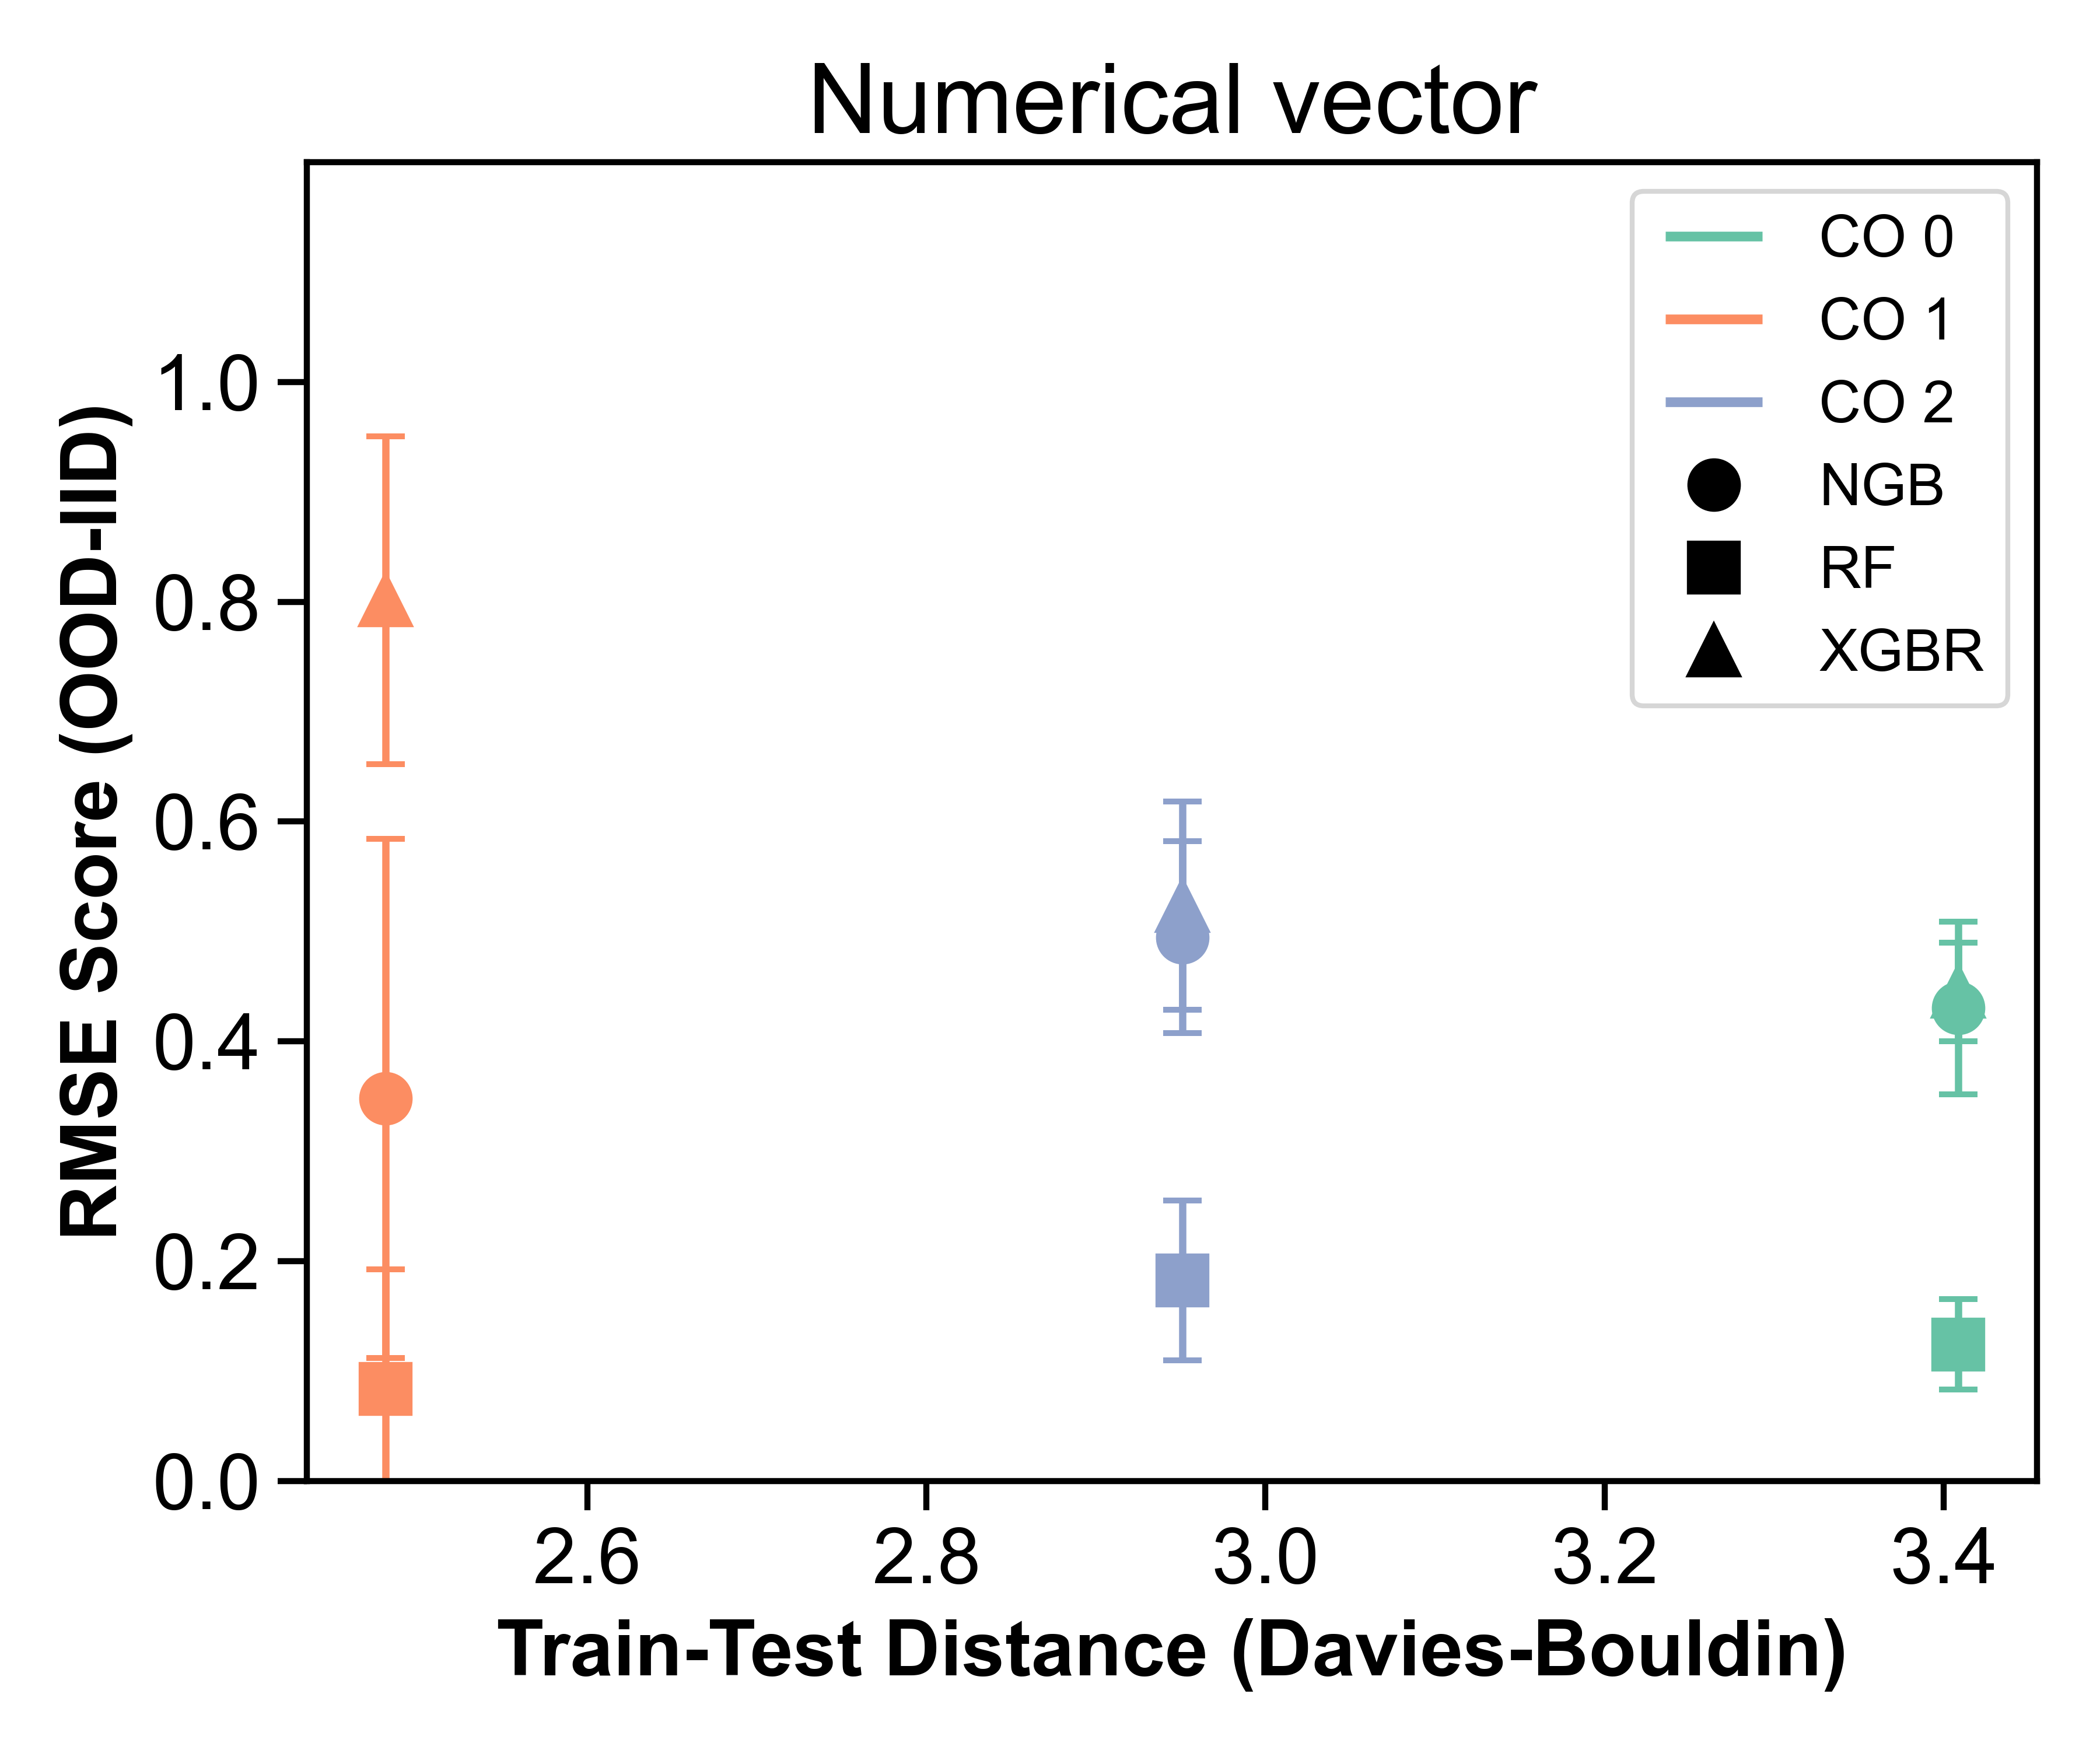 Numerical vector
CO 0
CO 1
CO 2
NGB
RF
XGBR
RMSE Score (OOD-IID)
1.0
0.8
0.6
0.4
0.2
0.0
2.6 2.8 3.0 3.2 3.4
Train-Test Distance (Davies-Bouldin)